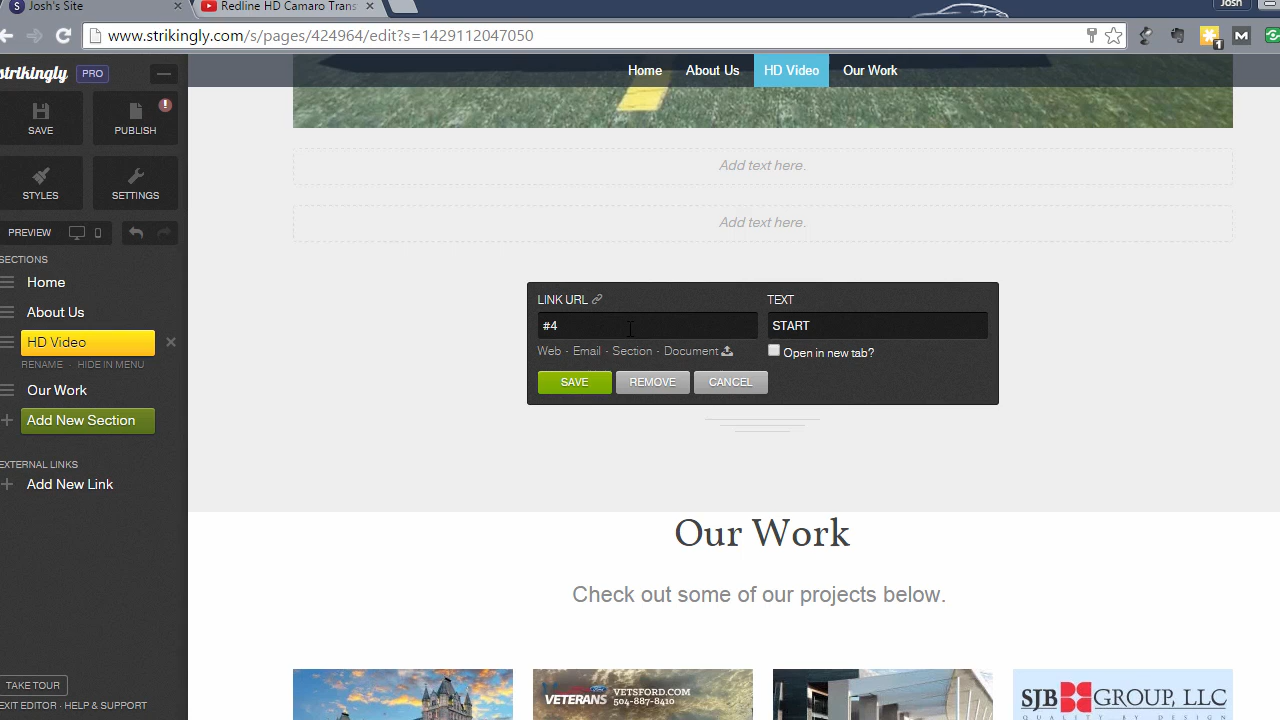 Josh's Site
Redline HD Camaro Trans
Josh
www.strikingly.com/s/pages/424964/edit?s=1429112047050
strikingly PRO
Home About Us HD Video Our Work
SAVE PUBLISH
STYLES SETTINGS
PREVIEW
SECTIONS
Home
About Us
HD Video
RENAME · HIDE IN MENU
Our Work
Add New Section
EXTERNAL LINKS
Add New Link
TAKE TOUR
EXIT EDITOR · HELP & SUPPORT
Add text here.
Add text here.
LINK URL TEXT
#4 START
Web - Email - Section - Document
Open in new tab?
SAVE REMOVE CANCEL
Our Work
Check out some of our projects below.
VETERANS Ford VETSFORD.COM
504-887-8410
SJB GROUP, LLC
QUALITY BY DESIGN